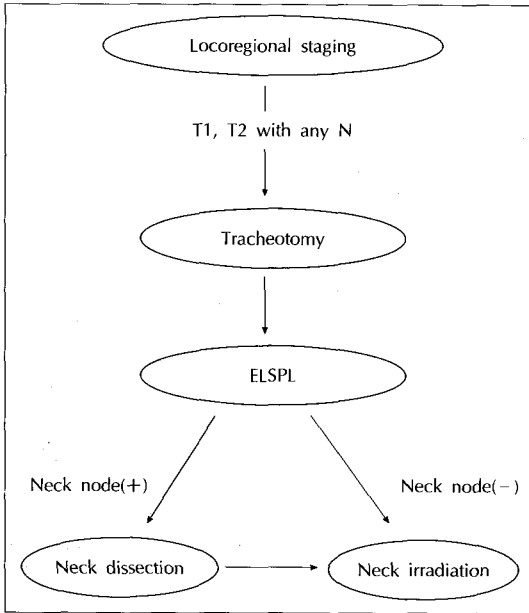 Locoregional staging
T1, T2 with any N
Tracheotomy
ELSPL
Neck node(+)
Neck node(−)
Neck dissection
Neck irradiation